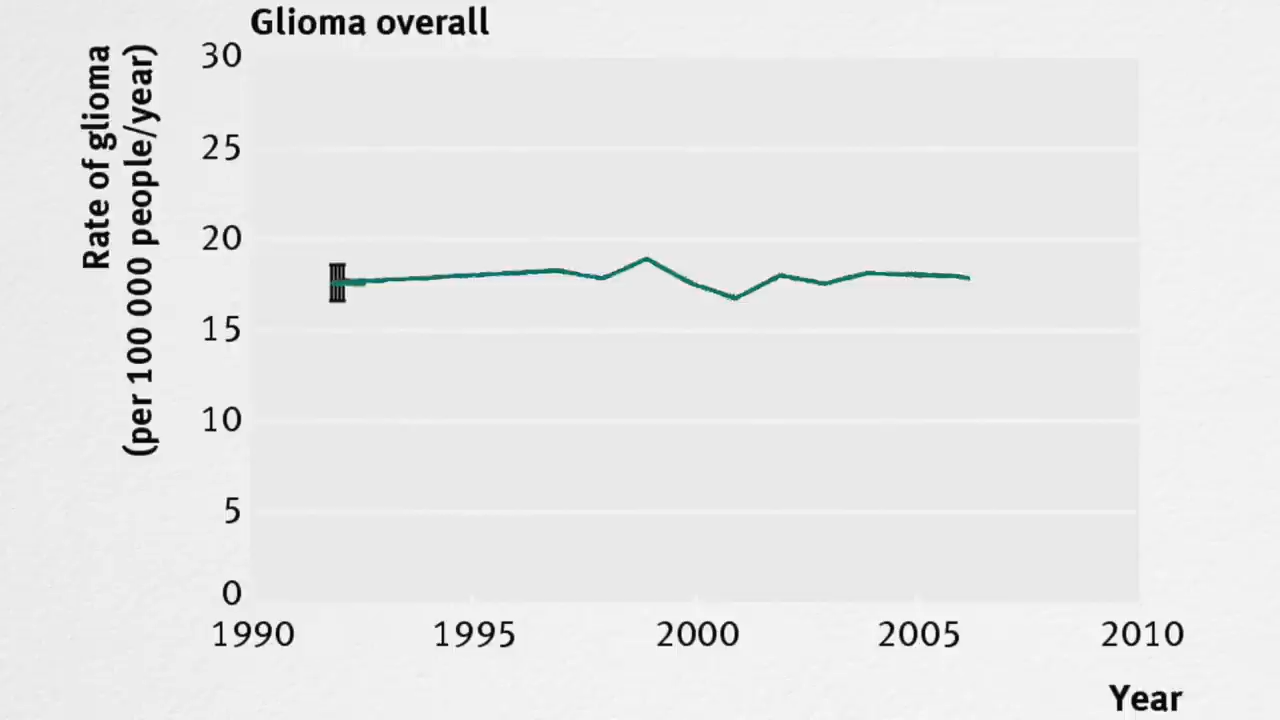 Glioma overall
Rate of glioma
(per 100 000 people/year)
30
25
20
15
10
5
0
1990 1995 2000 2005 2010
Year